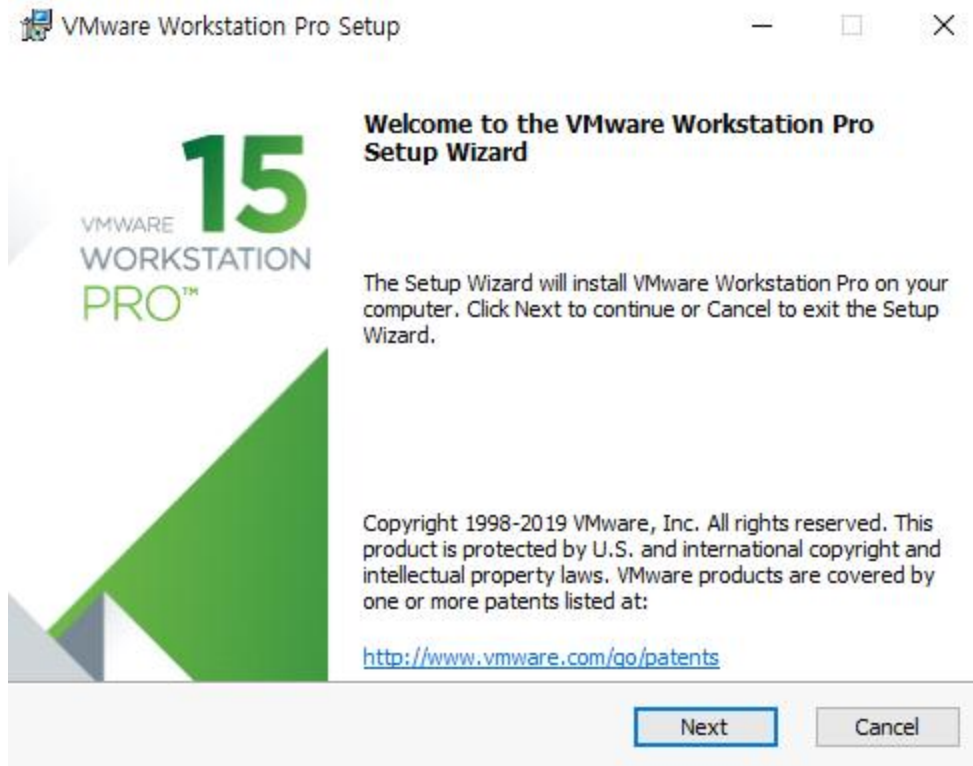 VMware Workstation Pro Setup
15
VMWARE
WORKSTATION
PRO™
Welcome to the VMware Workstation Pro
Setup Wizard
The Setup Wizard will install VMware Workstation Pro on your
computer. Click Next to continue or Cancel to exit the Setup
Wizard.
Copyright 1998-2019 VMware, Inc. All rights reserved. This
product is protected by U.S. and international copyright and
intellectual property laws. VMware products are covered by
one or more patents listed at:
http://www.vmware.com/go/patents
Next
Cancel